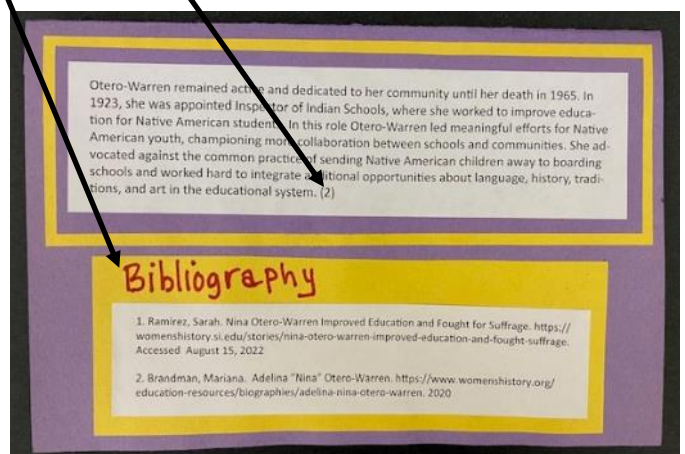 Otero-Warren remained active and dedicated to her community until her death in 1965. In
1923, she was appointed Inspector of Indian Schools, where she worked to improve educa-
tion for Native American students. In this role Otero-Warren led meaningful efforts for Native
American youth, championing more collaboration between schools and communities. She ad-
vocated against the common practice of sending Native American children away to boarding
schools and worked hard to integrate additional opportunities about language, history, tradi-
tions, and art in the educational system. (2)
Bibliography
1. Ramirez, Sarah. Nina Otero-Warren Improved Education and Fought for Suffrage. https://
womenshistory.si.edu/stories/nina-otero-warren-improved-education-and-fought-suffrage.
Accessed August 15, 2022
2. Brandman, Mariana. Adelina "Nina" Otero-Warren. https://www.womenshistory.org/
education-resources/biographies/adelina-nina-otero-warren. 2020